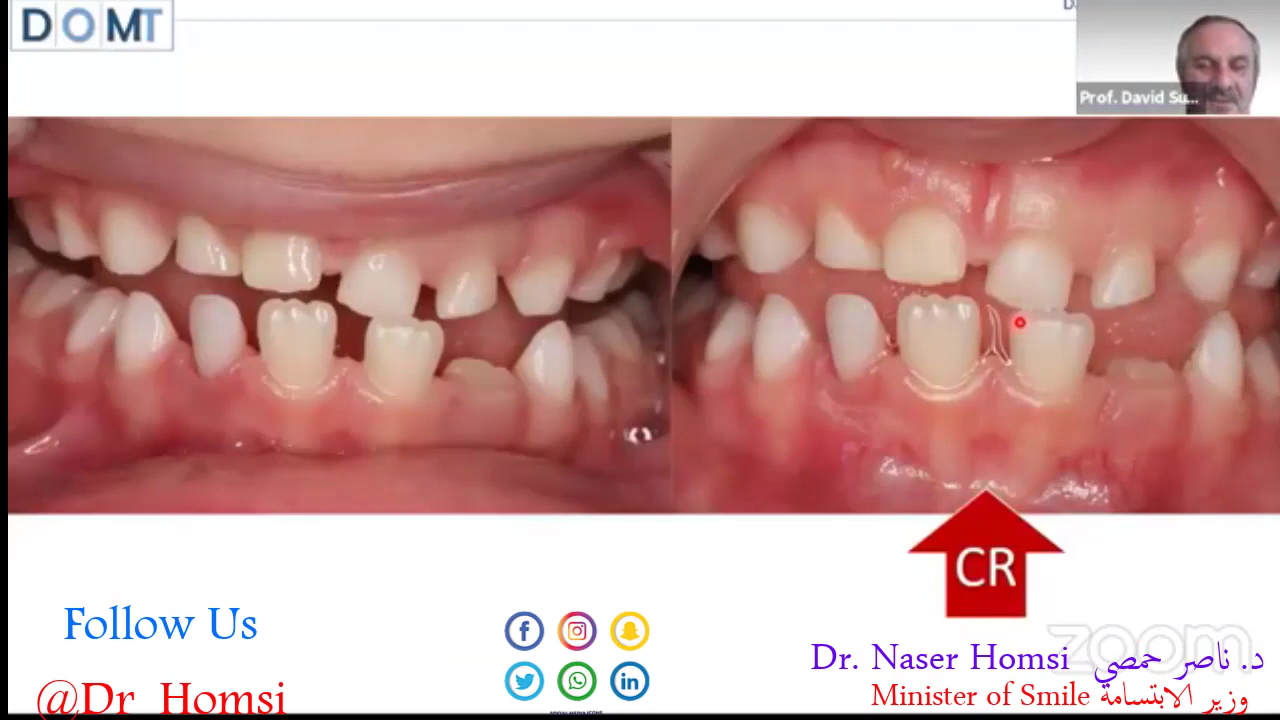 DOMT
Prof. David Su...
CR
Follow Us
@Dr_Homsi
zoom
Dr. Naser Homsi د. ناصر حمصي
Minister of Smile وزير الابتسامة